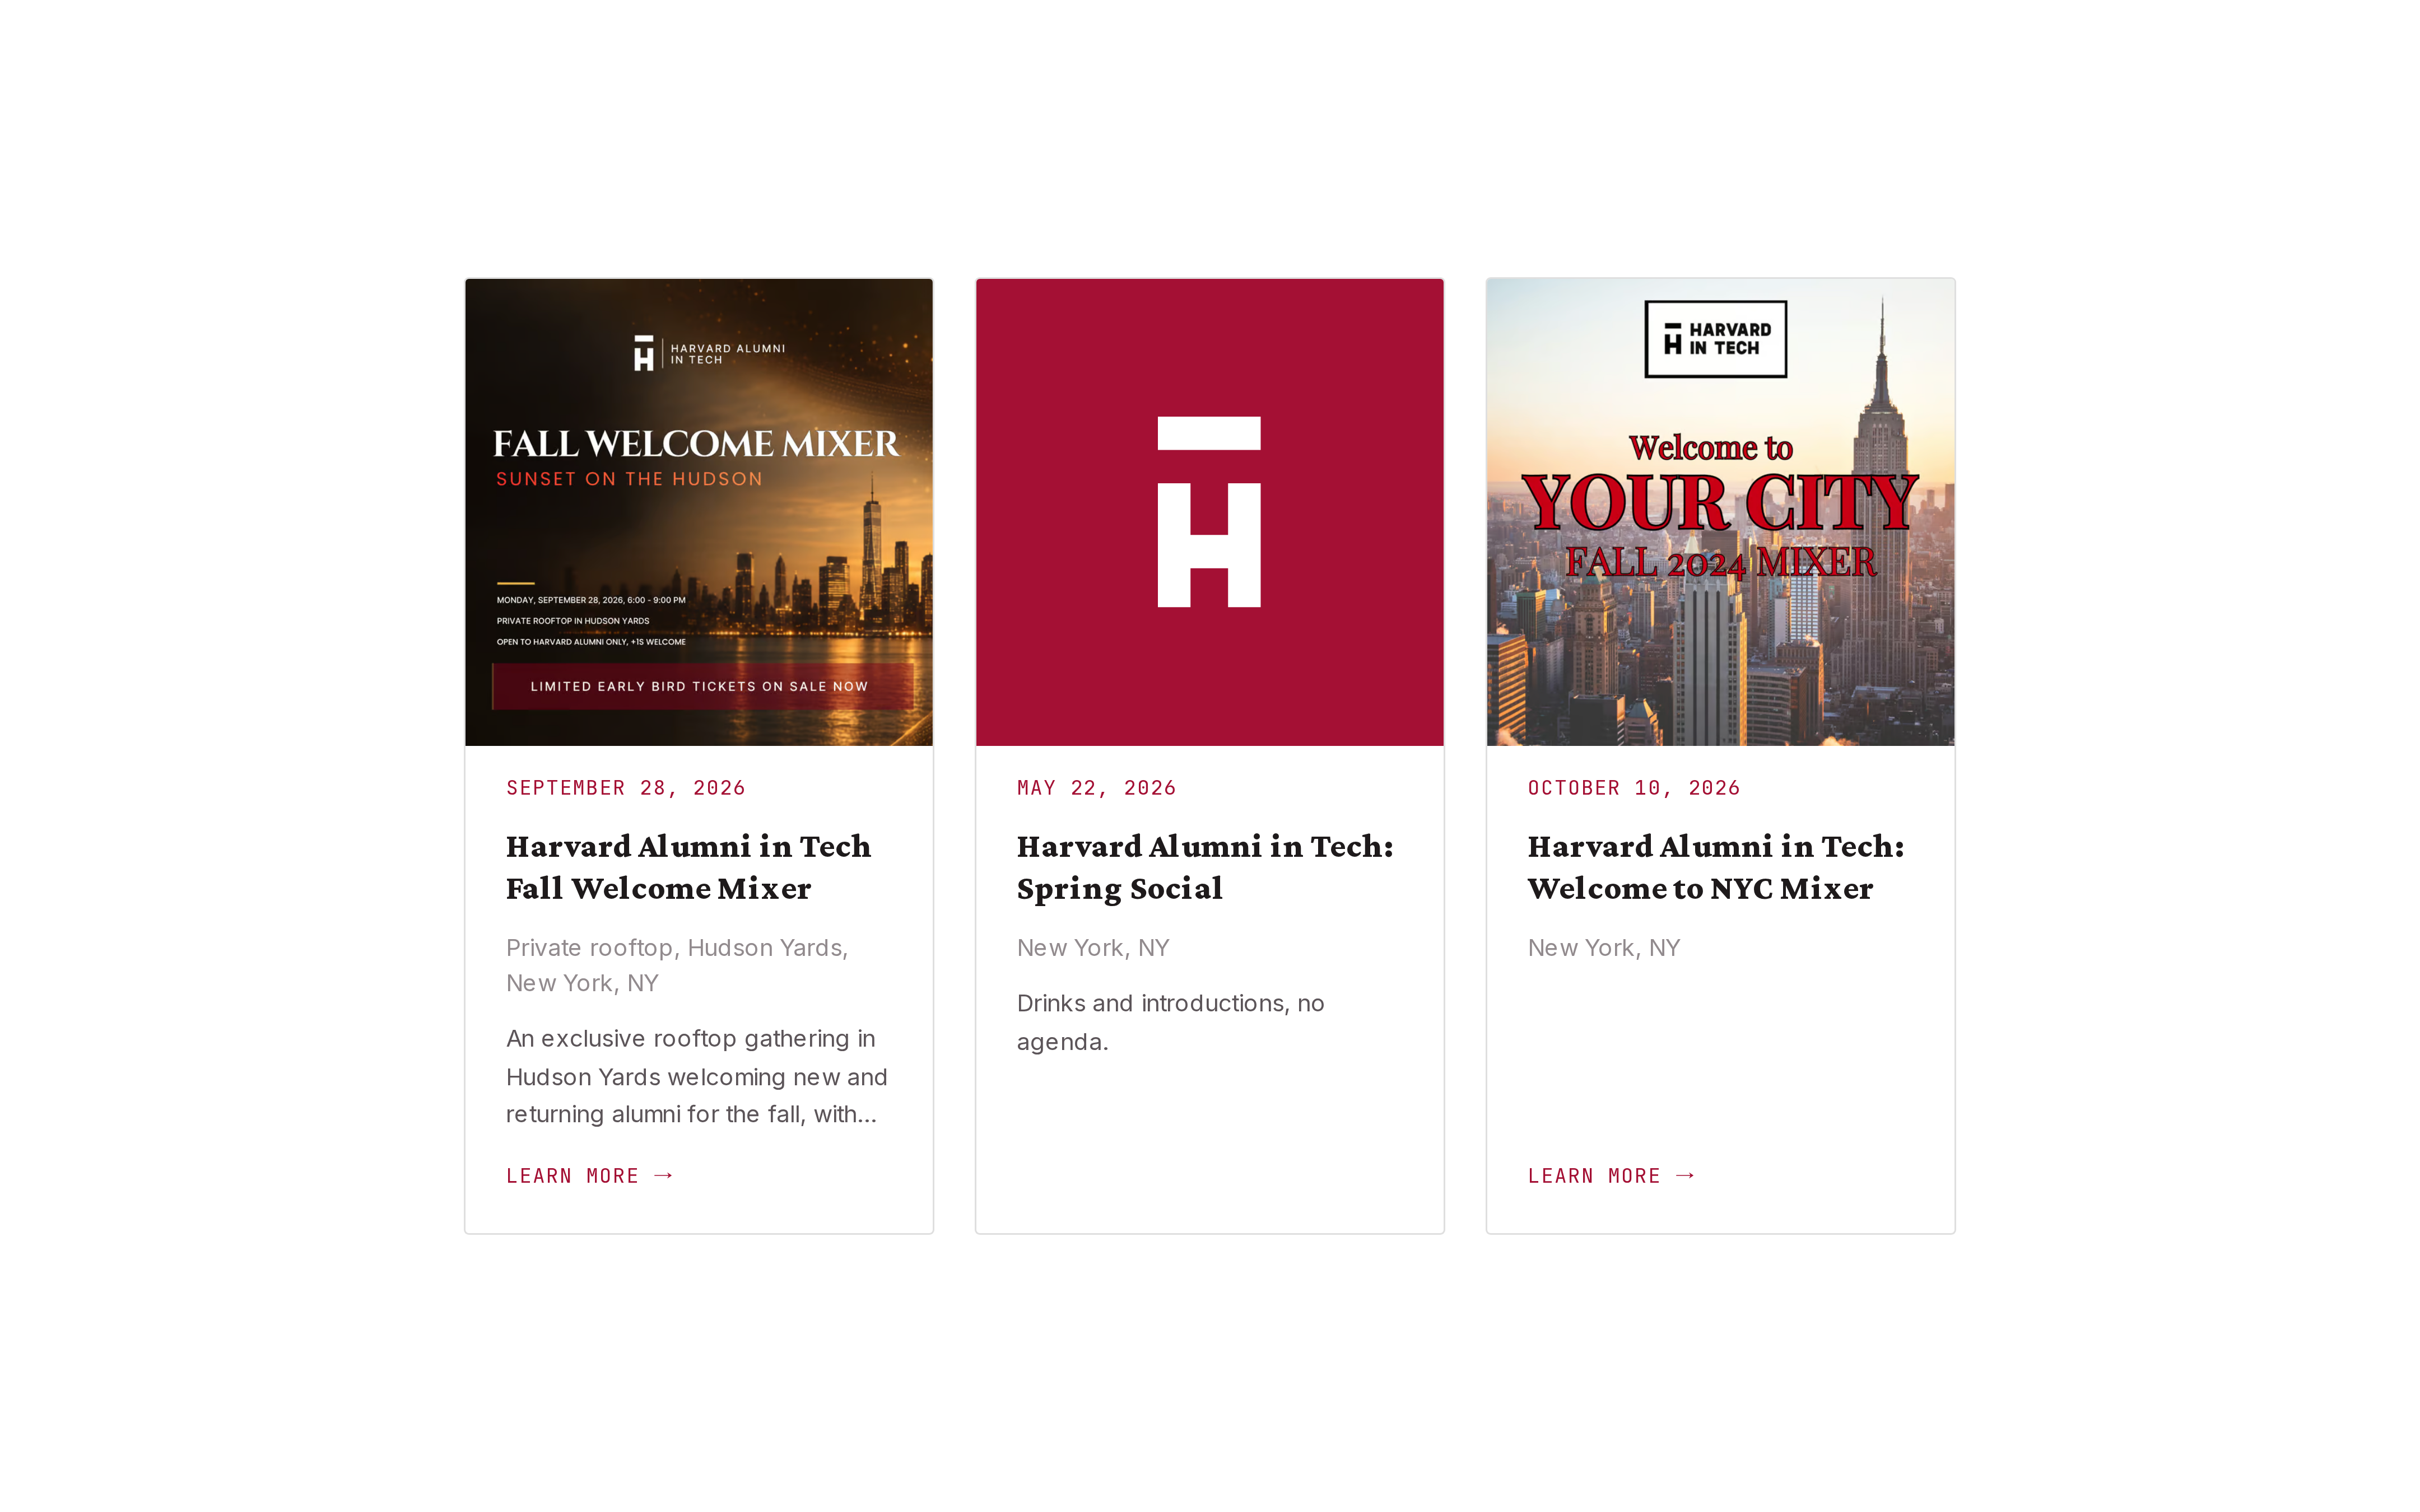 HARVARD ALUMNI
IN TECH
FALL WELCOME MIXER
SUNSET ON THE HUDSON
MONDAY, SEPTEMBER 28, 2026, 6:00 - 9:00 PM
PRIVATE ROOFTOP IN HUDSON YARDS
OPEN TO HARVARD ALUMNI ONLY, +1S WELCOME
LIMITED EARLY BIRD TICKETS ON SALE NOW
SEPTEMBER 28, 2026
Harvard Alumni in Tech
Fall Welcome Mixer
Private rooftop, Hudson Yards,
New York, NY
An exclusive rooftop gathering in
Hudson Yards welcoming new and
returning alumni for the fall, with...
LEARN MORE →
H
MAY 22, 2026
Harvard Alumni in Tech:
Spring Social
New York, NY
Drinks and introductions, no
agenda.
HARVARD
IN TECH
Welcome to
YOUR CITY
FALL 2024 MIXER
OCTOBER 10, 2026
Harvard Alumni in Tech:
Welcome to NYC Mixer
New York, NY
LEARN MORE →